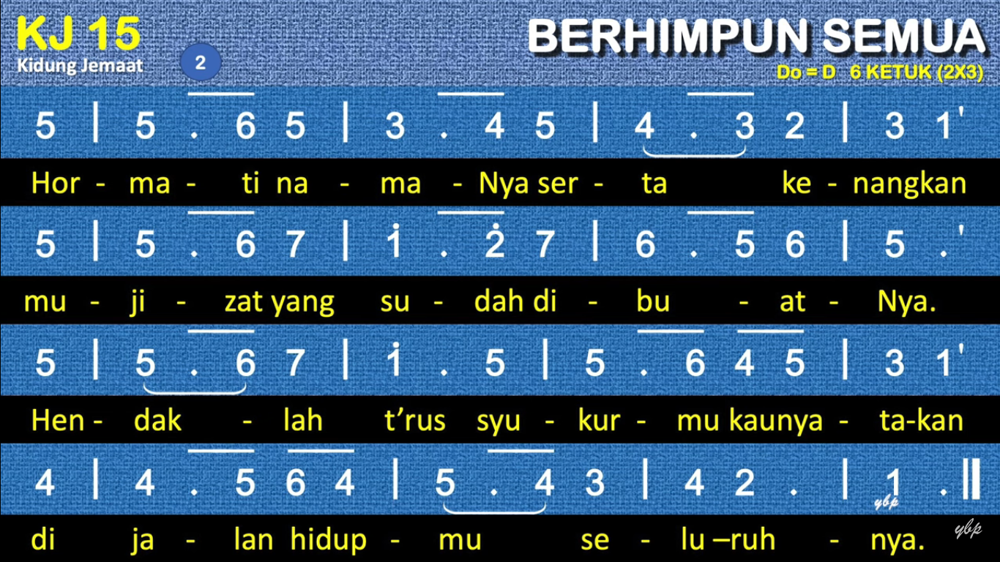 KJ 15
Kidung Jemaat
2
BERHIMPUN SEMUA
Do = D 6 KETUK (2X3)
5 | 5 . 6 5 | 3 . 4 5 | 4 . 3 2 | 3 1'
Hor - ma - ti na - ma - Nya ser - ta ke - nangkan
5 | 5 . 6 7 | 1̇ . 2̇ 7 | 6 . 5 6 | 5 .'
mu - ji - zat yang su - dah di - bu - at - Nya.
5 | 5 . 6 7 | 1̇ . 5 | 5 . 6 4 5 | 3 1'
Hen - dak - lah t’rus syu - kur - mu kaunya - ta-kan
4 | 4 . 5 6 4 | 5 . 4 3 | 4 2 . | 1 . ||
ybp
di ja - lan hidup - mu se - lu –ruh - nya.
ybp